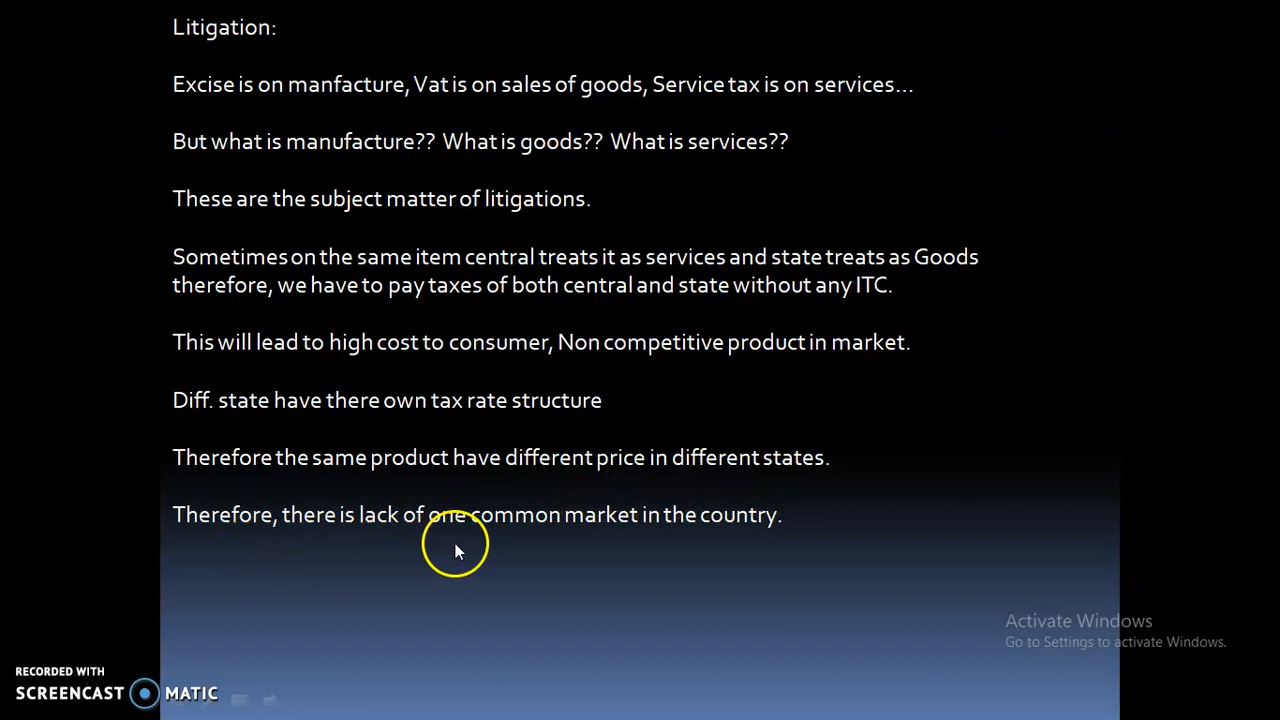 Litigation:
Excise is on manfacture, Vat is on sales of goods, Service tax is on services...
But what is manufacture?? What is goods?? What is services??
These are the subject matter of litigations.
Sometimes on the same item central treats it as services and state treats as Goods
therefore, we have to pay taxes of both central and state without any ITC.
This will lead to high cost to consumer, Non competitive product in market.
Diff. state have there own tax rate structure
Therefore the same product have different price in different states.
Therefore, there is lack of one common market in the country.
Activate Windows
Go to Settings to activate Windows.
RECORDED WITH
SCREENCAST MATIC